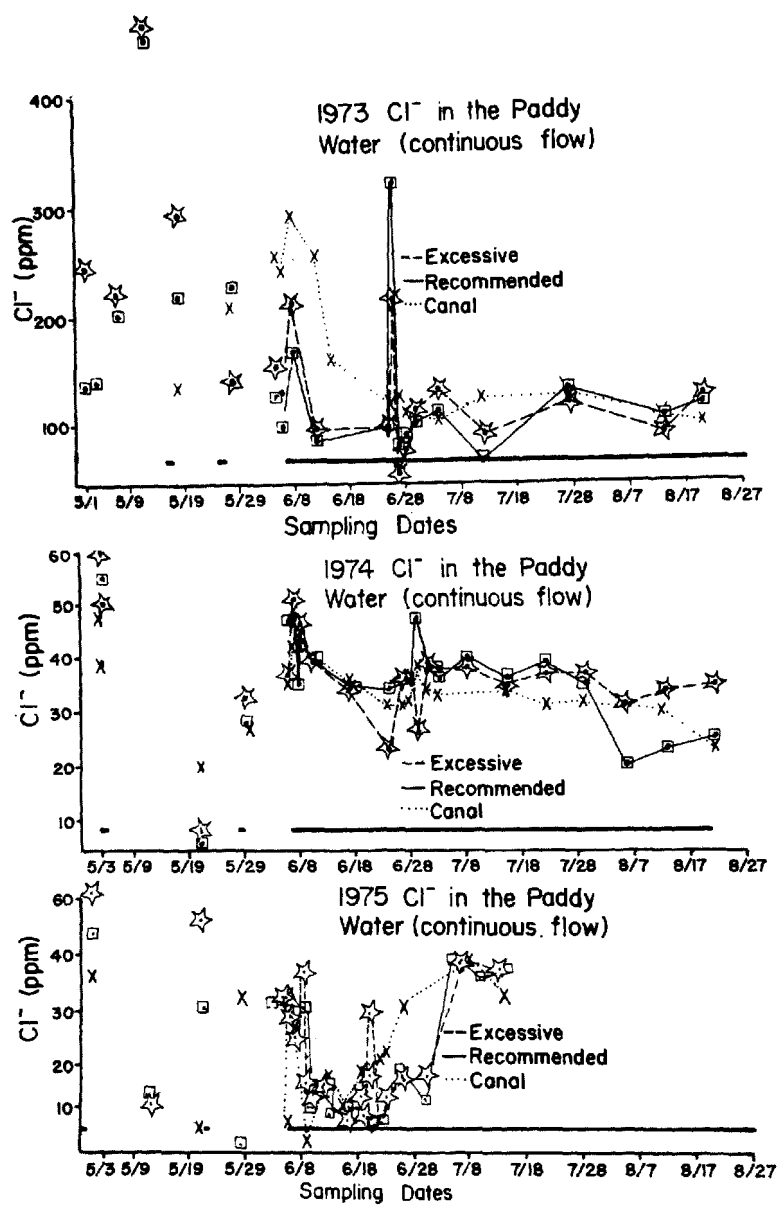 400
300
200
100
Cl⁻ (ppm)
1973 Cl⁻ in the Paddy
Water (continuous flow)
Excessive
Recommended
Canal
5/1 5/9 5/19 5/29 6/8 6/18 6/28 7/8 7/18 7/28 8/7 8/17 8/27
Sampling Dates
60
50
40
30
20
10
Cl⁻ (ppm)
1974 Cl⁻ in the Paddy
Water (continuous flow)
Excessive
Recommended
Canal
5/3 5/9 5/19 5/29 6/8 6/18 6/28 7/8 7/18 7/28 8/7 8/17 8/27
60
40
30
20
10
Cl⁻ (ppm)
1975 Cl⁻ in the Paddy
Water (continuous. flow)
Excessive
Recommended
Canal
5/3 5/9 5/19 5/29 6/8 6/18 6/28 7/8 7/18 7/28 8/7 8/17 8/27
Sampling Dates